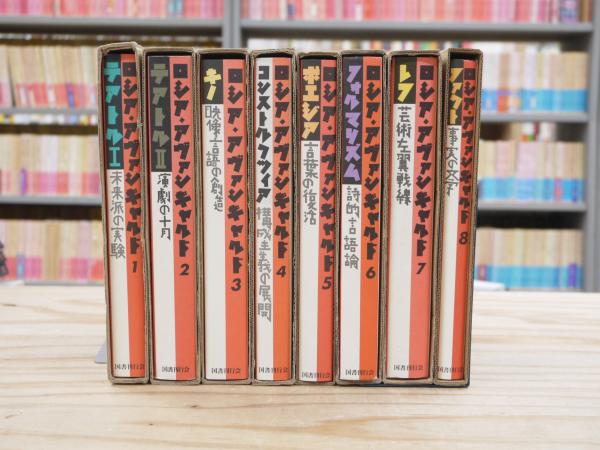 ロシア・アヴァンギャルド
テアトルI
未来派の実験
1
ロシア・アヴァンギャルド
テアトルII
演劇の十月
2
国書刊行会
ロシア・アヴァンギャルド
キノ
映像言語の創造
3
国書刊行会
ロシア・アヴァンギャルド
コンストルクツィア
構成主義の展開
4
国書刊行会
ロシア・アヴァンギャルド
ポエジア
言葉の復活
5
国書刊行会
ロシア・アヴァンギャルド
フォルマリズム
詩的言語論
6
国書刊行会
ロシア・アヴァンギャルド
レフ
芸術左翼戦線
7
国書刊行会
ロシア・アヴァンギャルド
ファクト
事実の文学
8
国書刊行会